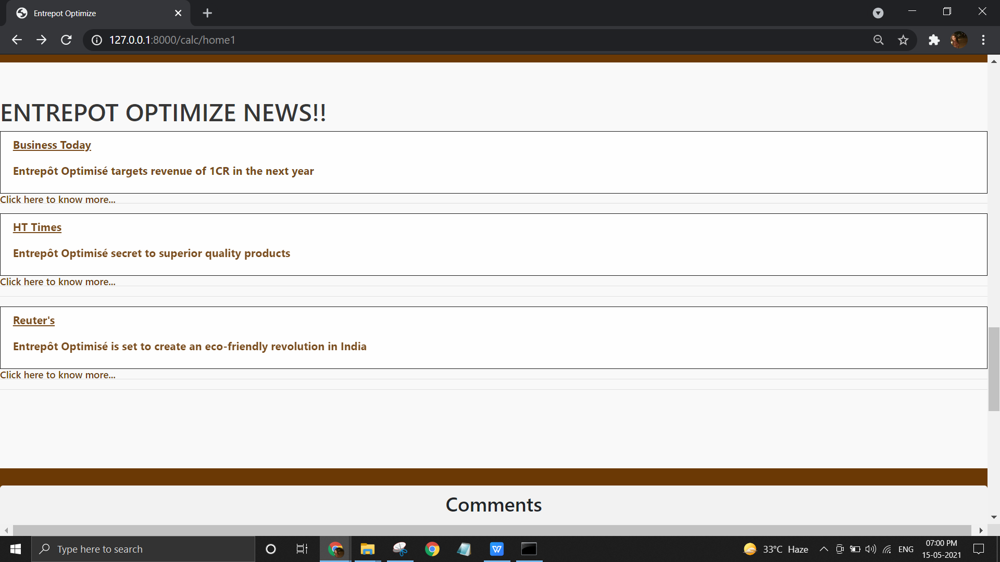 Entrepot Optimize
127.0.0.1:8000/calc/home1
ENTREPOT OPTIMIZE NEWS!!
Business Today
Entrepôt Optimisé targets revenue of 1CR in the next year
Click here to know more...
HT Times
Entrepôt Optimisé secret to superior quality products
Click here to know more...
Reuter's
Entrepôt Optimisé is set to create an eco-friendly revolution in India
Click here to know more...
Comments
Type here to search
W
33°C Haze
ENG
07:00 PM
15-05-2021